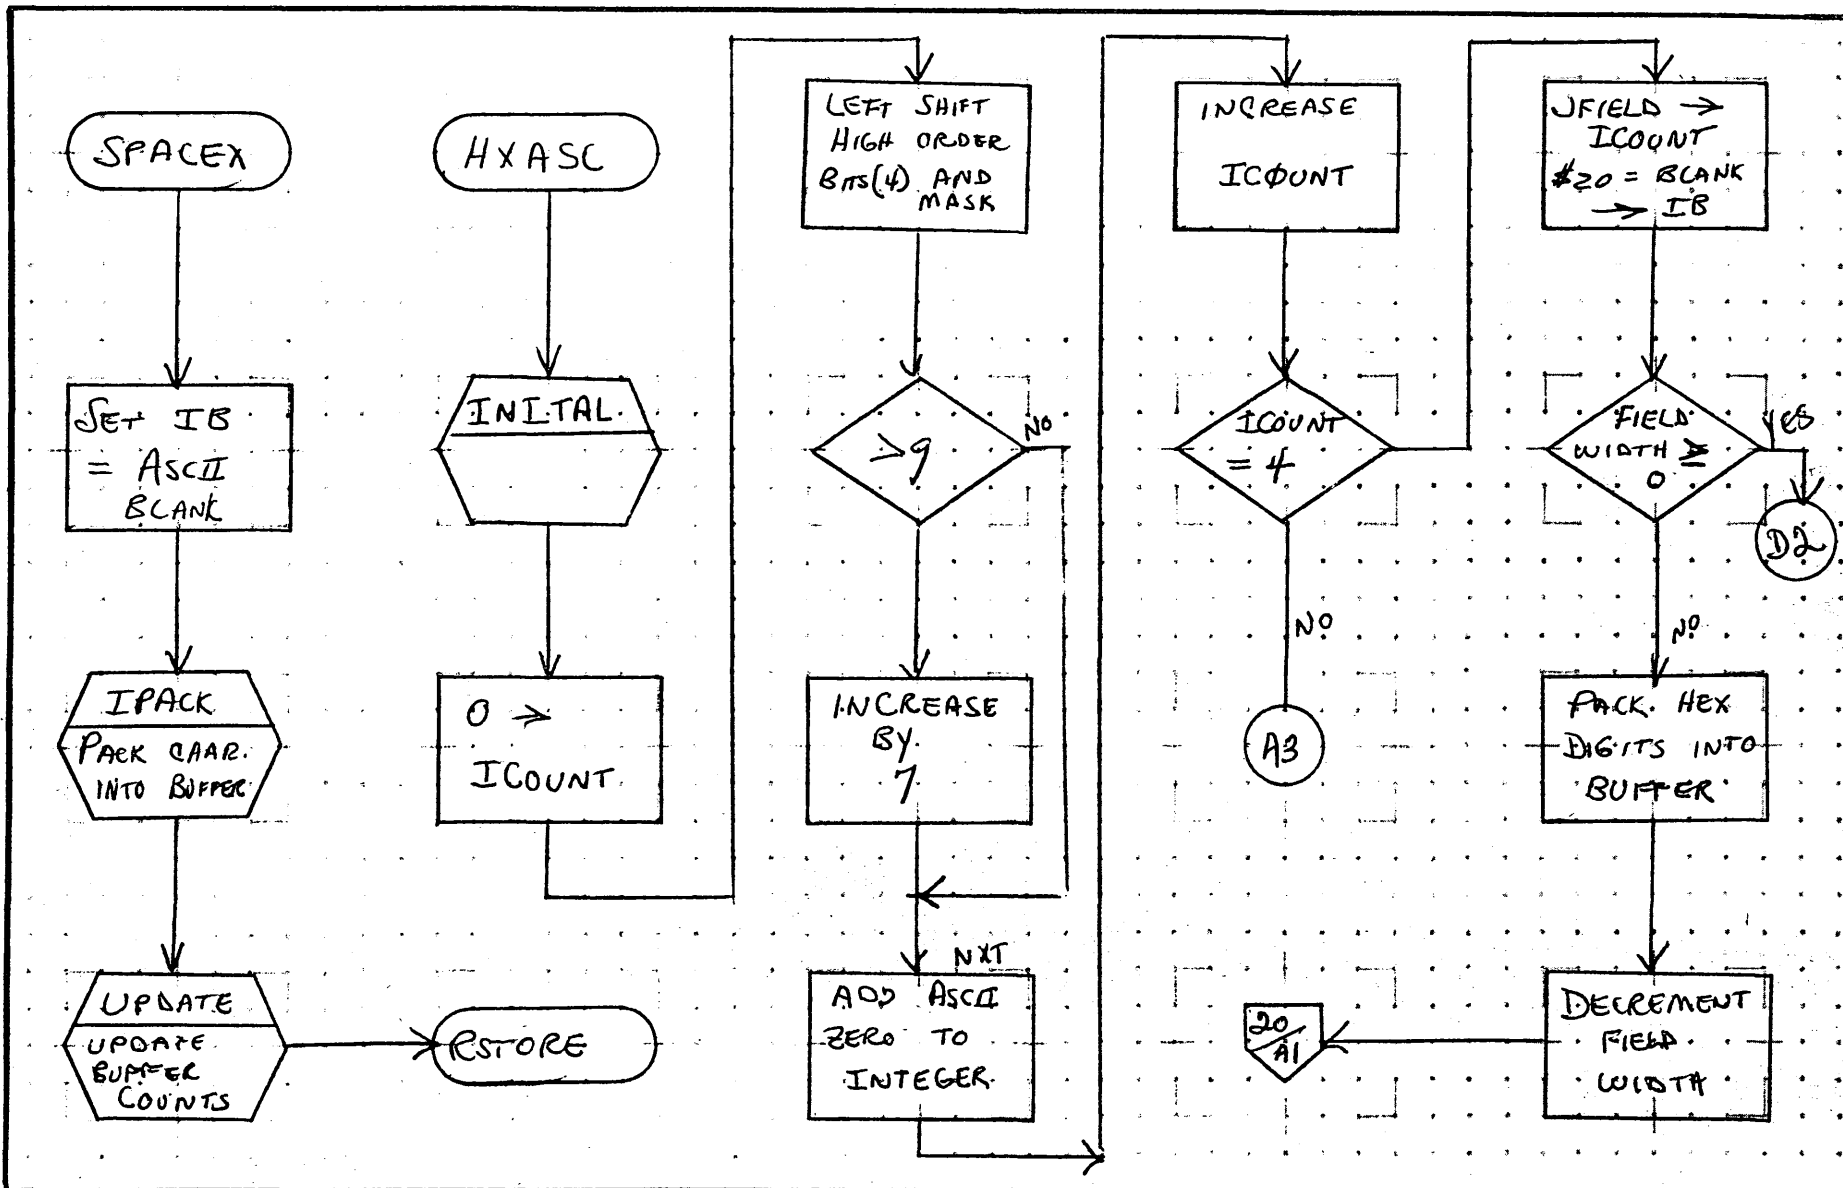 SPACEX
SET IB
= ASCII
BLANK
IPACK
PACK CAAR.
INTO BUFFER
UPDATE
UPDATE
BUFFER
COUNTS
RSTORE
HXASC
INITAL
0 →
ICOUNT
LEFT SHIFT
HIGH ORDER
BITS(4) AND
MASK
>9
NO
INCREASE
BY
7
NXT
ADD ASCII
ZERO TO
INTEGER
INCREASE
ICOUNT
ICOUNT
= 4
NO
A3
JFIELD →
ICOUNT
$20 = BLANK
→ IB
FIELD
WIDTH ≥
0
YES
D2
NO
PACK HEX
DIGITS INTO
BUFFER
DECREMENT
FIELD
WIDTH
20
A1